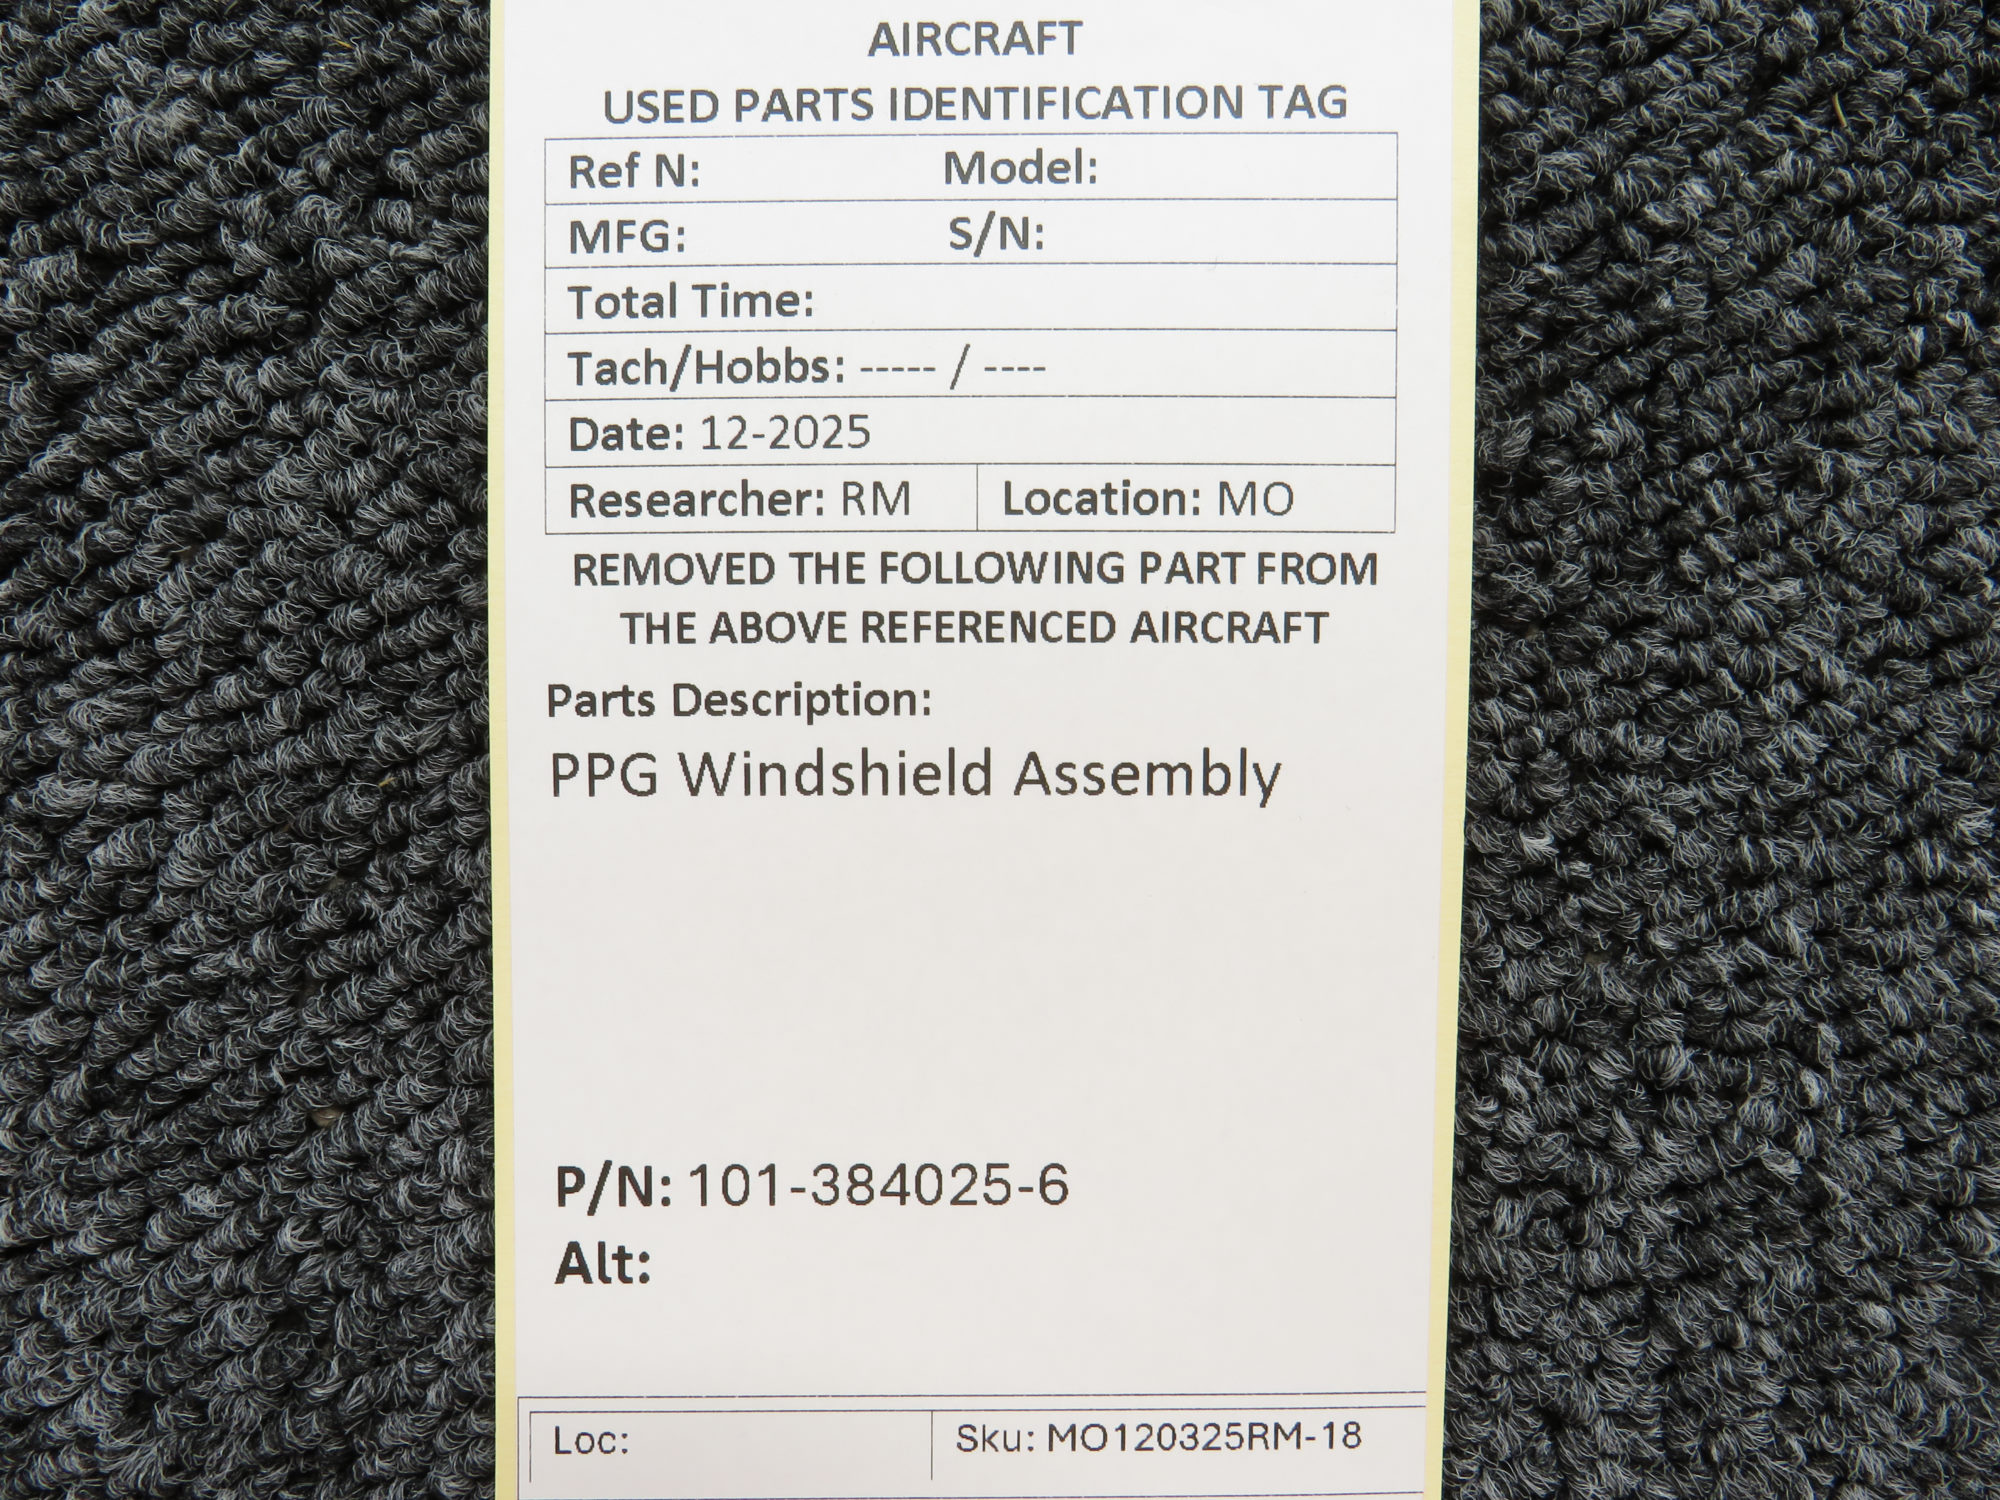 AIRCRAFT
USED PARTS IDENTIFICATION TAG
Ref N: Model:
MFG: S/N:
Total Time:
Tach/Hobbs: ----- / ----
Date: 12-2025
Researcher: RM Location: MO
REMOVED THE FOLLOWING PART FROM
THE ABOVE REFERENCED AIRCRAFT
Parts Description:
PPG Windshield Assembly
P/N: 101-384025-6
Alt:
Loc: Sku: MO120325RM-18